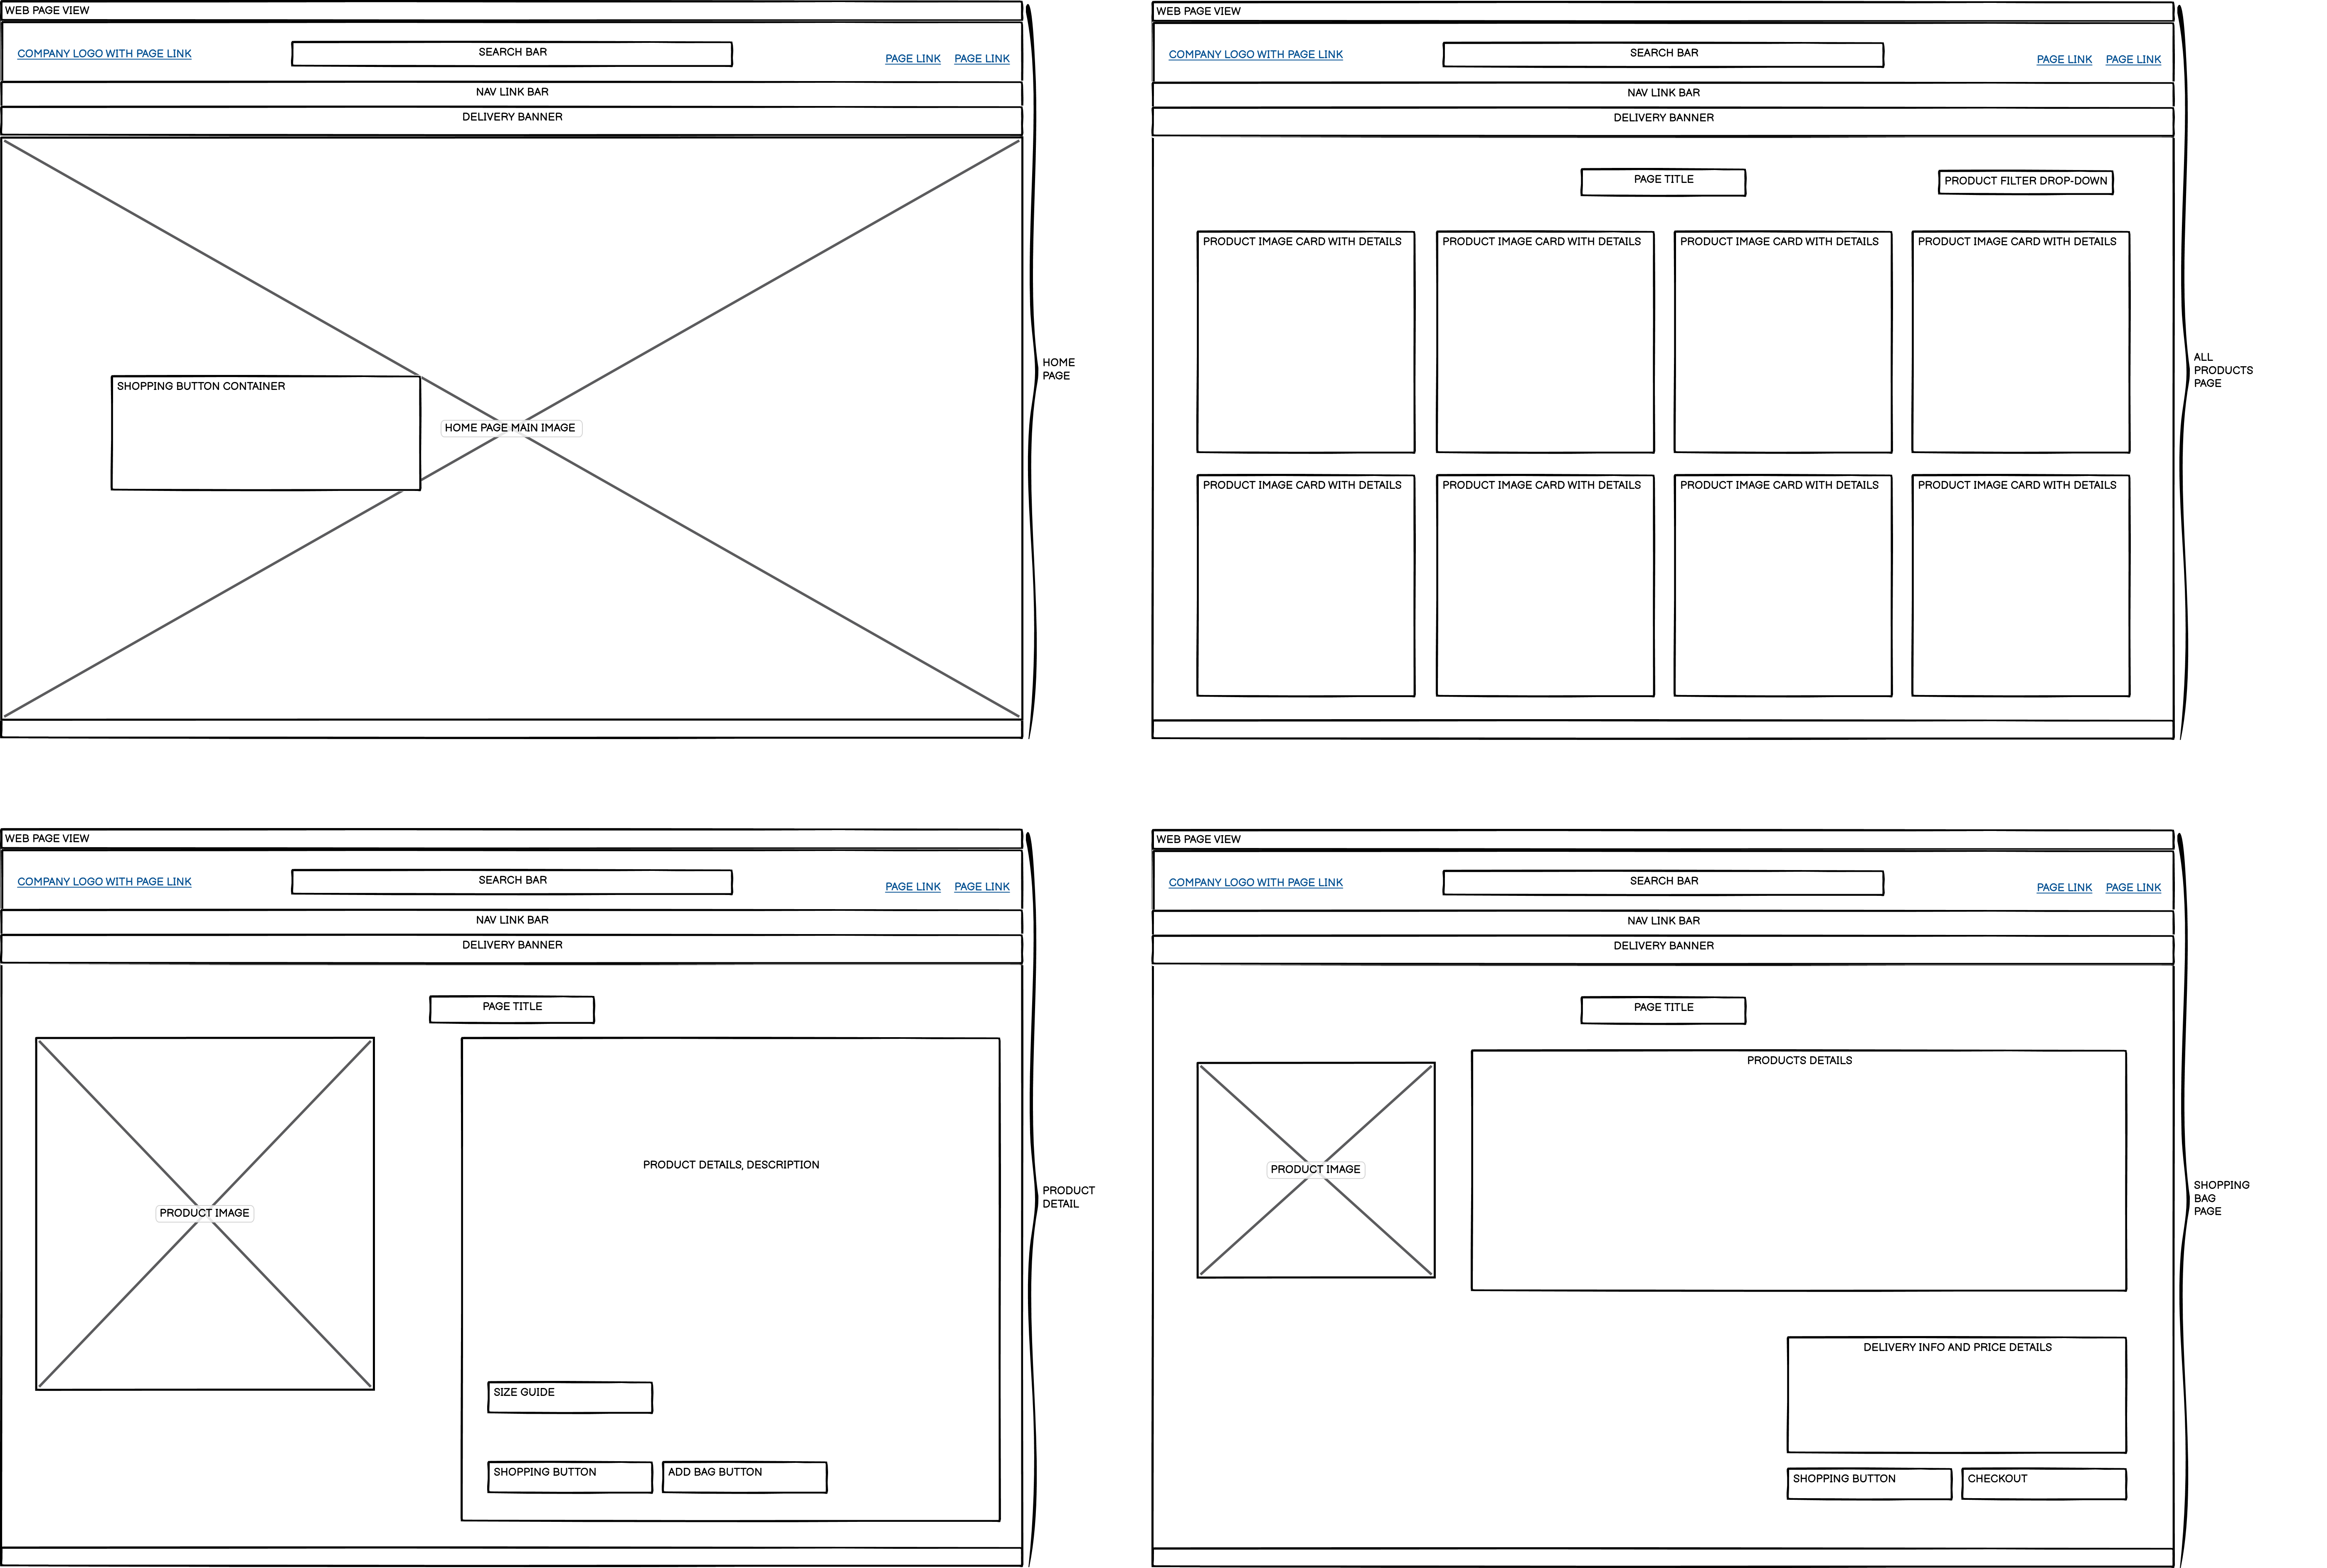 WEB PAGE VIEW
COMPANY LOGO WITH PAGE LINK
SEARCH BAR
PAGE LINK
PAGE LINK
NAV LINK BAR
DELIVERY BANNER
SHOPPING BUTTON CONTAINER
HOME PAGE MAIN IMAGE
HOME
PAGE
WEB PAGE VIEW
COMPANY LOGO WITH PAGE LINK
SEARCH BAR
PAGE LINK
PAGE LINK
NAV LINK BAR
DELIVERY BANNER
PAGE TITLE
PRODUCT FILTER DROP-DOWN
PRODUCT IMAGE CARD WITH DETAILS
PRODUCT IMAGE CARD WITH DETAILS
PRODUCT IMAGE CARD WITH DETAILS
PRODUCT IMAGE CARD WITH DETAILS
PRODUCT IMAGE CARD WITH DETAILS
PRODUCT IMAGE CARD WITH DETAILS
PRODUCT IMAGE CARD WITH DETAILS
PRODUCT IMAGE CARD WITH DETAILS
ALL
PRODUCTS
PAGE
WEB PAGE VIEW
COMPANY LOGO WITH PAGE LINK
SEARCH BAR
PAGE LINK
PAGE LINK
NAV LINK BAR
DELIVERY BANNER
PAGE TITLE
PRODUCT IMAGE
PRODUCT DETAILS, DESCRIPTION
SIZE GUIDE
SHOPPING BUTTON
ADD BAG BUTTON
PRODUCT
DETAIL
WEB PAGE VIEW
COMPANY LOGO WITH PAGE LINK
SEARCH BAR
PAGE LINK
PAGE LINK
NAV LINK BAR
DELIVERY BANNER
PAGE TITLE
PRODUCT IMAGE
PRODUCTS DETAILS
DELIVERY INFO AND PRICE DETAILS
SHOPPING BUTTON
CHECKOUT
SHOPPING
BAG
PAGE